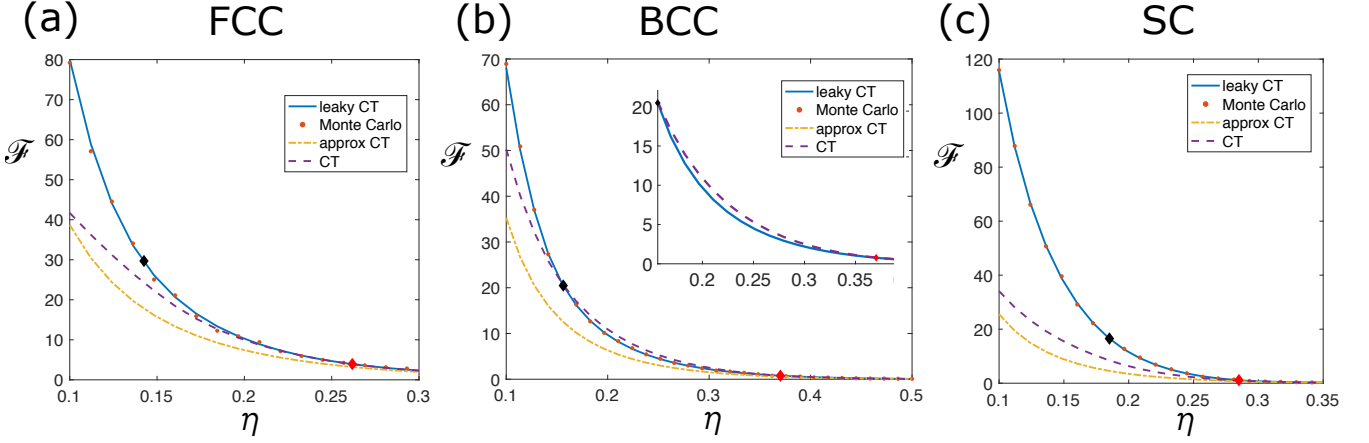 (a) FCC
80
70
60
50
40
30
20
10
0
0.1 0.15 0.2 0.25 0.3
ℱ
η
leaky CT
Monte Carlo
approx CT
CT
(b) BCC
70
60
50
40
30
20
10
0
0.1 0.2 0.3 0.4 0.5
ℱ
η
leaky CT
Monte Carlo
approx CT
CT
20
15
10
5
0
0.2 0.25 0.3 0.35
(c) SC
120
100
80
60
40
20
0
0.1 0.15 0.2 0.25 0.3 0.35
ℱ
η
leaky CT
Monte Carlo
approx CT
CT